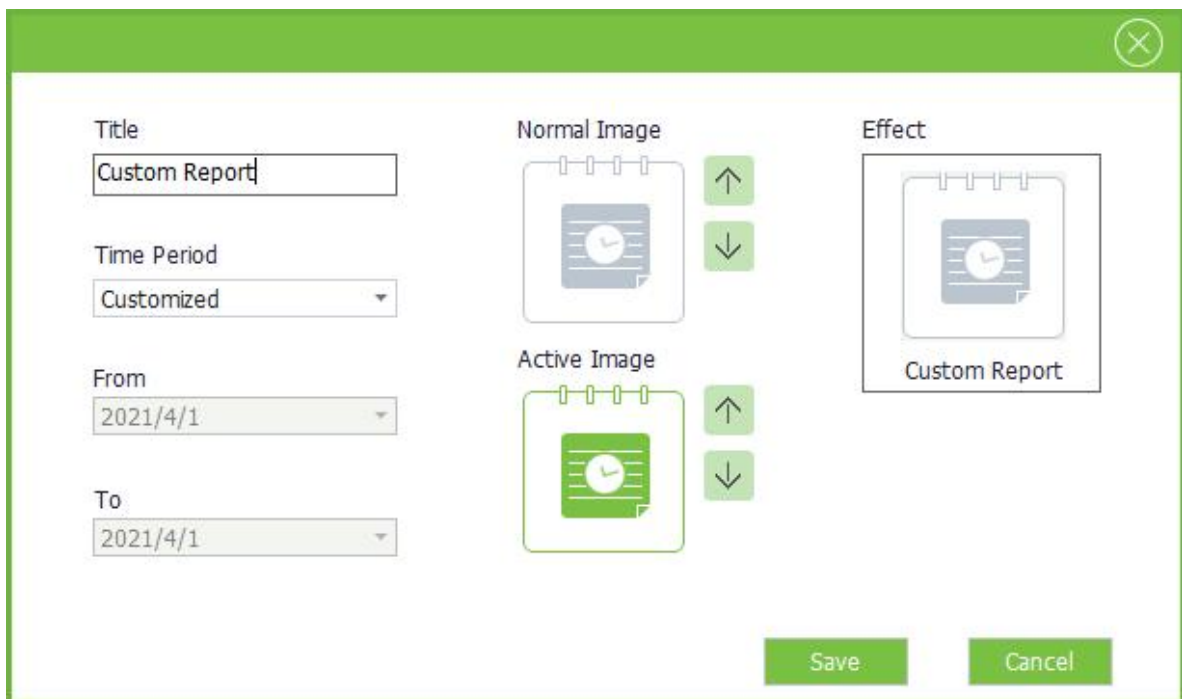 Title
Custom Report
Time Period
Customized
From
2021/4/1
To
2021/4/1
Normal Image
Active Image
Effect
Custom Report
Save
Cancel